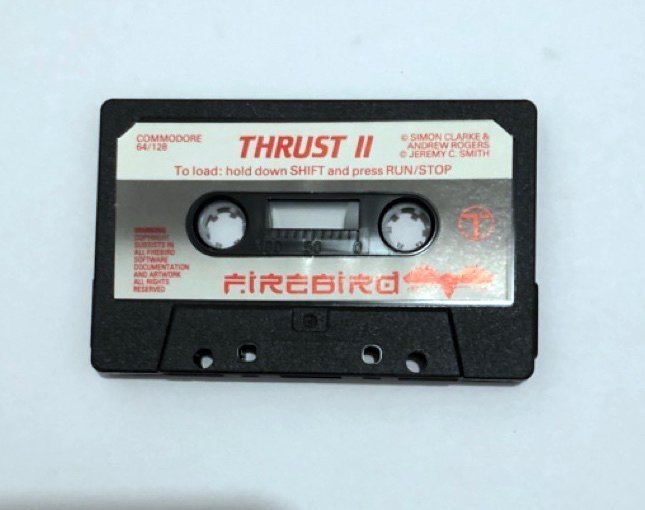 COMMODORE
64/128
THRUST II
© SIMON CLARKE &
ANDREW ROGERS
© JEREMY C. SMITH
To load: hold down SHIFT and press RUN/STOP
100 50 0
WARNING
COPYRIGHT
SUBSISTS IN
ALL FIREBIRD
SOFTWARE
DOCUMENTATION
AND ARTWORK
ALL RIGHTS
RESERVED
FIREBIRD